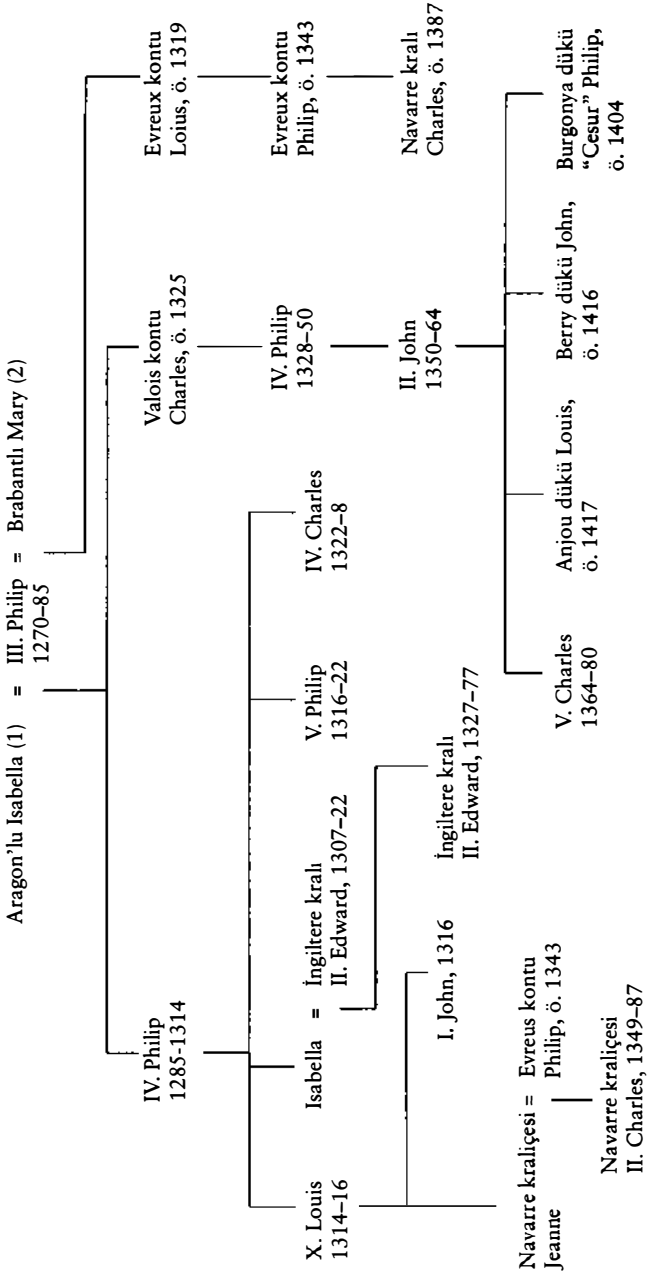 Aragon'lu Isabella (1) = III. Philip = Brabantlı Mary (2)
1270–85
IV. Philip
1285-1314
Valois kontu
Charles, ö. 1325
Evreux kontu
Loius, ö. 1319
X. Louis
1314–16
Isabella = İngiltere kralı
II. Edward, 1307–22
V. Philip
1316–22
IV. Charles
1322–8
IV. Philip
1328–50
Evreux kontu
Philip, ö. 1343
I. John, 1316
İngiltere kralı
II. Edward, 1327–77
II. John
1350–64
Navarre kralı
Charles, ö. 1387
Navarre kraliçesi = Evreus kontu
Jeanne Philip, ö. 1343
Navarre kraliçesi
II. Charles, 1349–87
V. Charles
1364–80
Anjou dükü Louis,
ö. 1417
Berry dükü John,
ö. 1416
Burgonya dükü
"Cesur" Philip,
ö. 1404